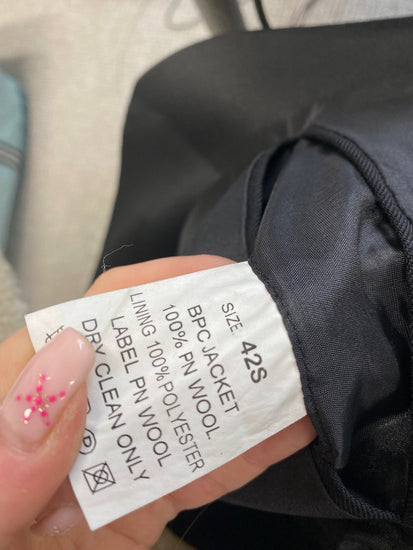 SIZE 42S
BPC JACKET
100% PN WOOL
LINING 100% POLYESTER
LABEL PN WOOL
DRY CLEAN ONLY
P